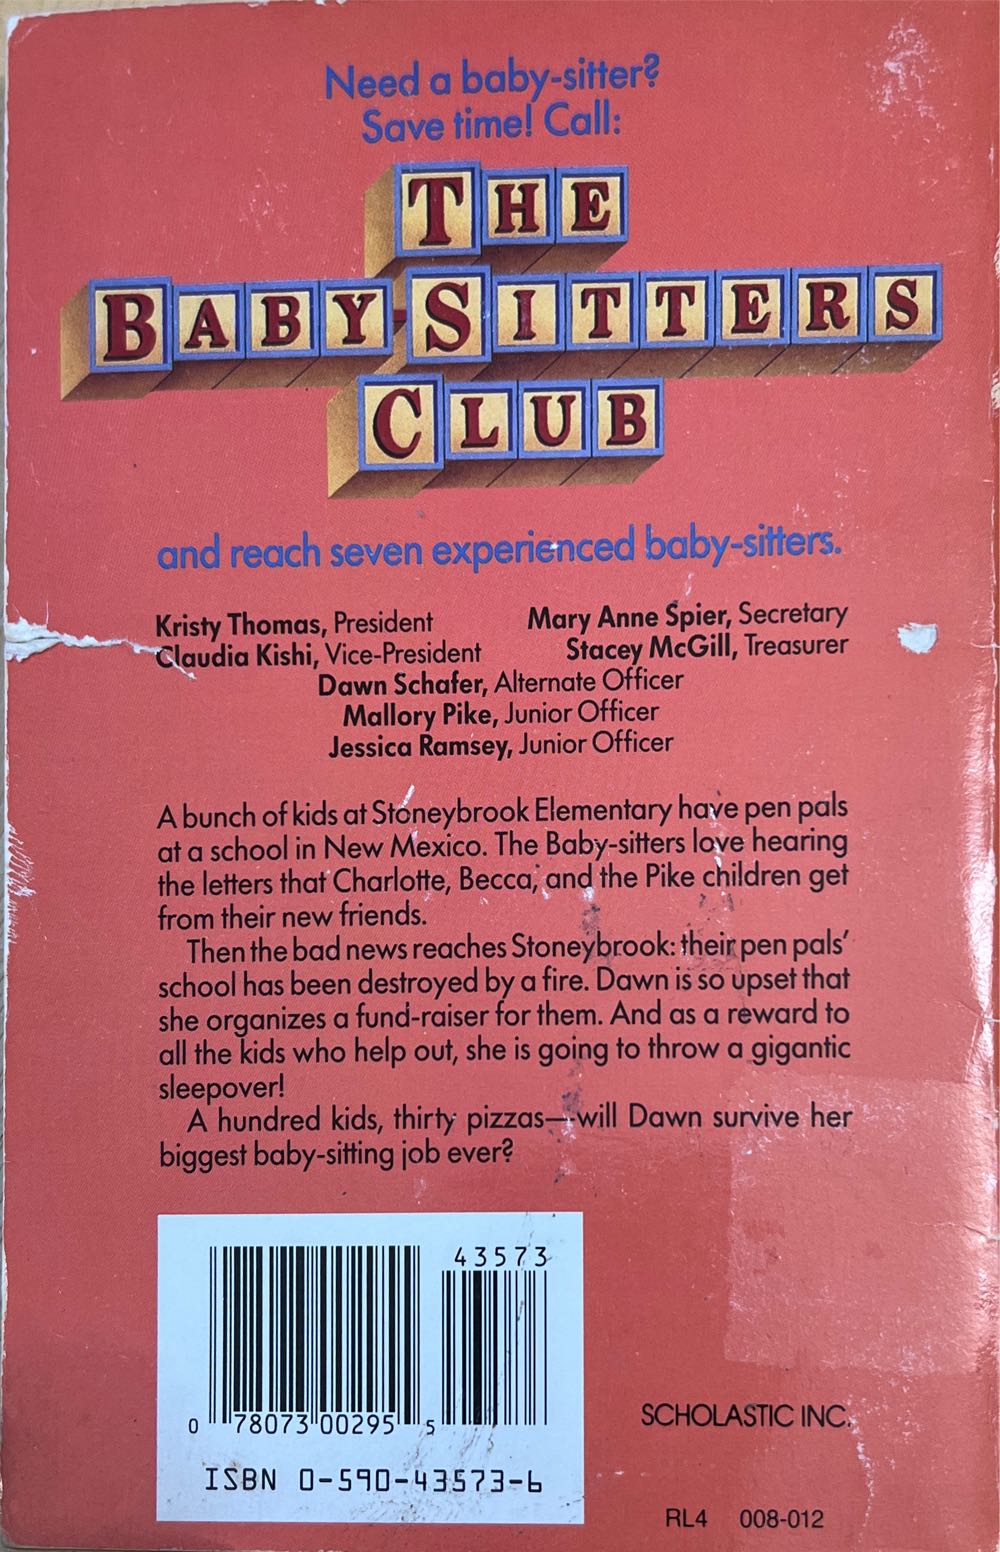 Need a baby-sitter?
Save time! Call:
THE
BABY-SITTERS
CLUB
and reach seven experienced baby-sitters.
Kristy Thomas, President Mary Anne Spier, Secretary
Claudia Kishi, Vice-President Stacey McGill, Treasurer
Dawn Schafer, Alternate Officer
Mallory Pike, Junior Officer
Jessica Ramsey, Junior Officer
A bunch of kids at Stoneybrook Elementary have pen pals
at a school in New Mexico. The Baby-sitters love hearing
the letters that Charlotte, Becca, and the Pike children get
from their new friends.
Then the bad news reaches Stoneybrook: their pen pals'
school has been destroyed by a fire. Dawn is so upset that
she organizes a fund-raiser for them. And as a reward to
all the kids who help out, she is going to throw a gigantic
sleepover!
A hundred kids, thirty pizzas—will Dawn survive her
biggest baby-sitting job ever?
43573
0 78073 00295 5
ISBN 0-590-43573-6
SCHOLASTIC INC.
RL4 008-012